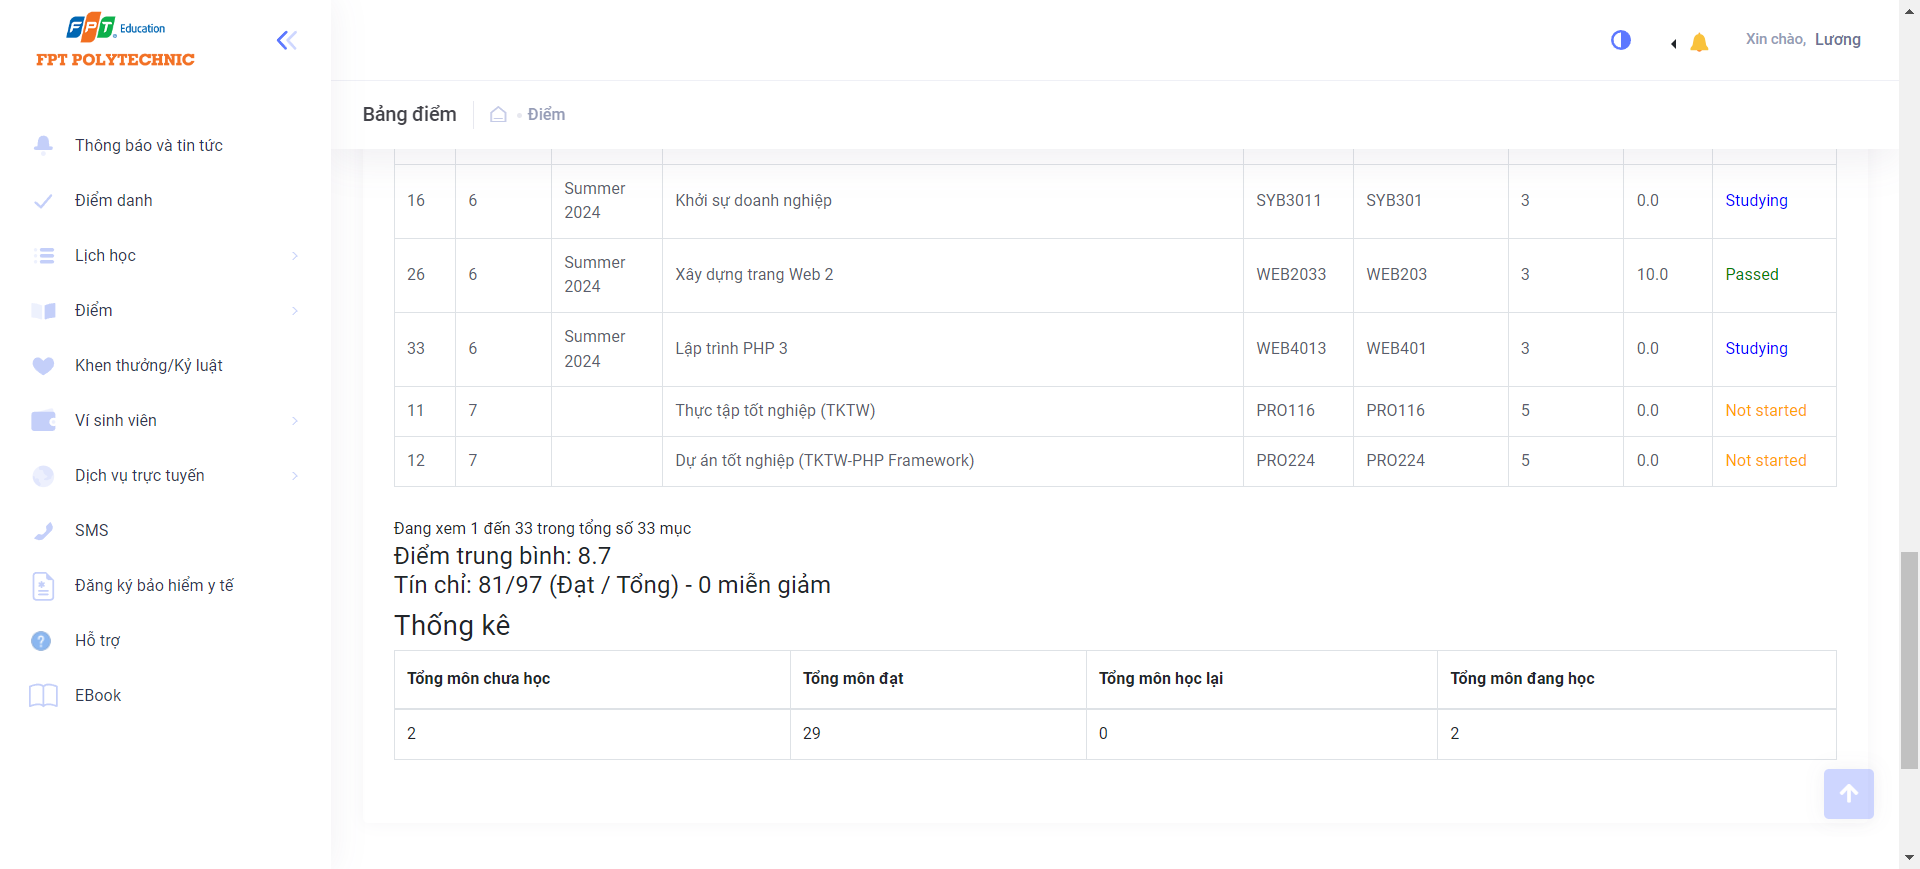 FPT Education
FPT POLYTECHNIC
Xin chào, Lương
Bảng điểm
Điểm
Thông báo và tin tức
Điểm danh
Lịch học
Điểm
Khen thưởng/Kỷ luật
Ví sinh viên
Dịch vụ trực tuyến
SMS
Đăng ký bảo hiểm y tế
Hỗ trợ
EBook
16 6 Summer 2024 Khởi sự doanh nghiệp SYB3011 SYB301 3 0.0 Studying
26 6 Summer 2024 Xây dựng trang Web 2 WEB2033 WEB203 3 10.0 Passed
33 6 Summer 2024 Lập trình PHP 3 WEB4013 WEB401 3 0.0 Studying
11 7 Thực tập tốt nghiệp (TKTW) PRO116 PRO116 5 0.0 Not started
12 7 Dự án tốt nghiệp (TKTW-PHP Framework) PRO224 PRO224 5 0.0 Not started
Đang xem 1 đến 33 trong tổng số 33 mục
Điểm trung bình: 8.7
Tín chỉ: 81/97 (Đạt / Tổng) - 0 miễn giảm
Thống kê
Tổng môn chưa học Tổng môn đạt Tổng môn học lại Tổng môn đang học
2 29 0 2